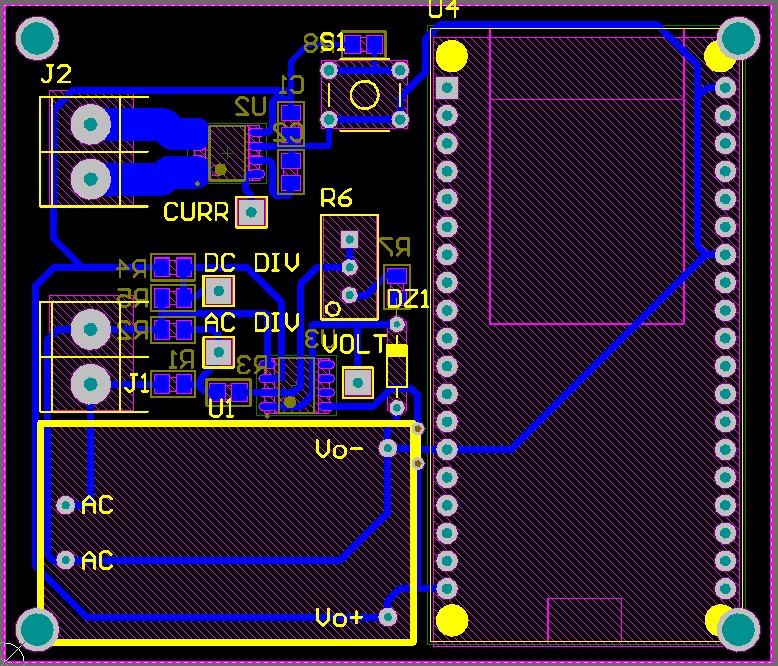 U4
S1
R8
J2
C1
U2
C2
R6
CURR
R7
R4
DC DIV
R5
DZ1
AC DIV
R2
U3
VOLT
R1
R3
J1
U1
Vo-
AC
AC
Vo+